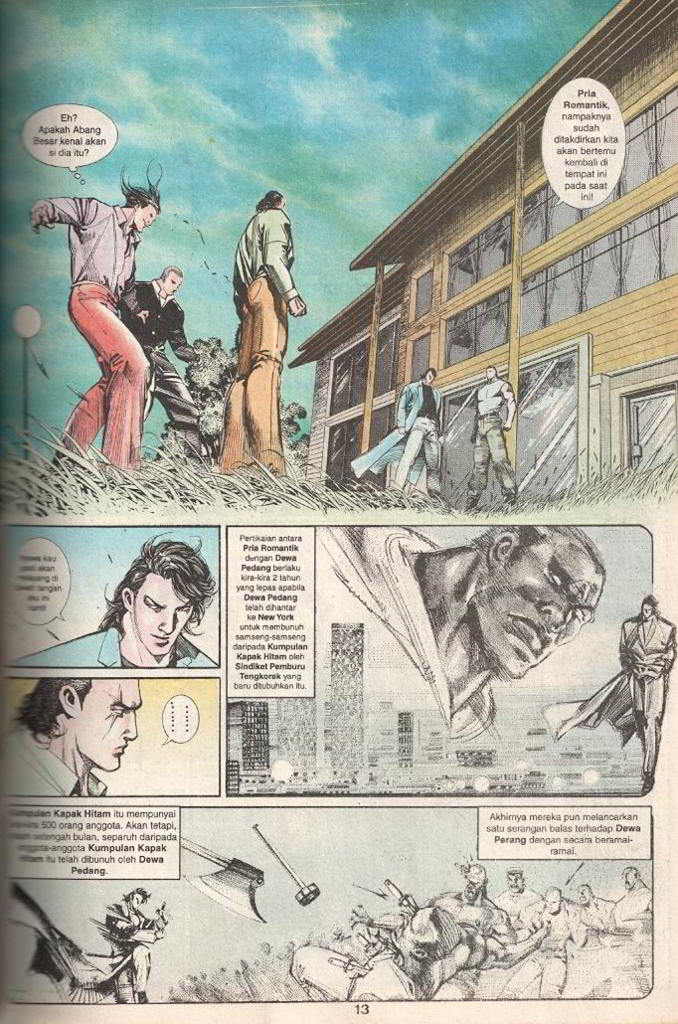 Eh?
Apakah Abang
Besar kenai akan
si dia itu?
Pria
Romantik,
nampaknya
sudah
ditakdirkan kita
akan bertemu
kembali di
tempat ini
pada saat
ini!
kau
di
ini
Pertikaian antara
Pria Romantik
dengan Dewa
Pedang berlaku
kira-kira 2 tahun
yang lepas apabila
Dewa Pedang
telah dihantar
ke New York
untuk membunuh
samseng-samseng
daripada Kumpulan
Kapak Hitam oleh
Sindiket Pemburu
Tengkorak yang
baru ditubuhkan itu.
Kumpulan Kapak Hitam itu mempunyai
500 orang anggota. Akan tetapi,
setengah bulan, separuh daripada
anggota-anggota Kumpulan Kapak
Hitam itu telah dibunuh oleh Dewa
Pedang.
Akhirnya mereka pun melancarkan
satu serangan balas terhadap Dewa
Perang dengan secara beramai-
ramai.
13